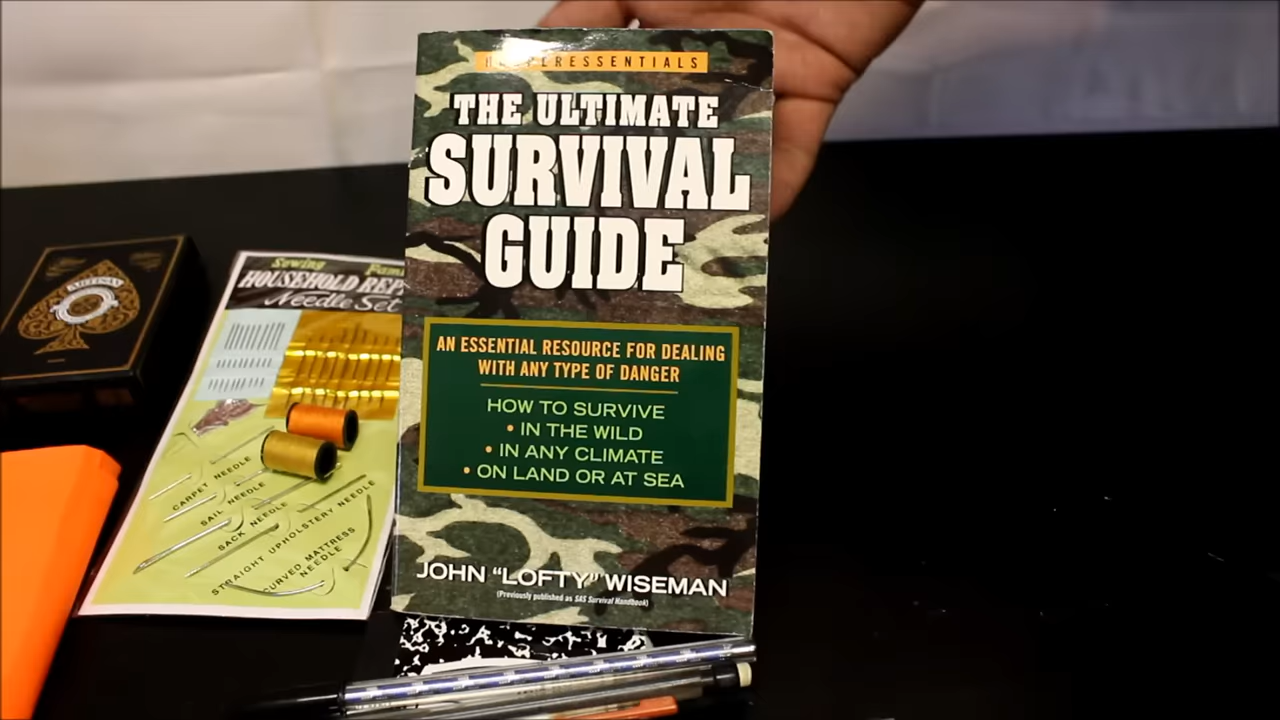 THE ULTIMATE
SURVIVAL
GUIDE
AN ESSENTIAL RESOURCE FOR DEALING
WITH ANY TYPE OF DANGER
HOW TO SURVIVE
• IN THE WILD
• IN ANY CLIMATE
• ON LAND OR AT SEA
JOHN "LOFTY" WISEMAN
(Previously published as SAS Survival Handbook)
ARTISAN
Sewing
HOUSEHOLD
Needle Set
CARPET NEEDLE
SAIL NEEDLE
SACK NEEDLE
STRAIGHT UPHOLSTERY NEEDLE
CURVED MATTRESS
NEEDLE